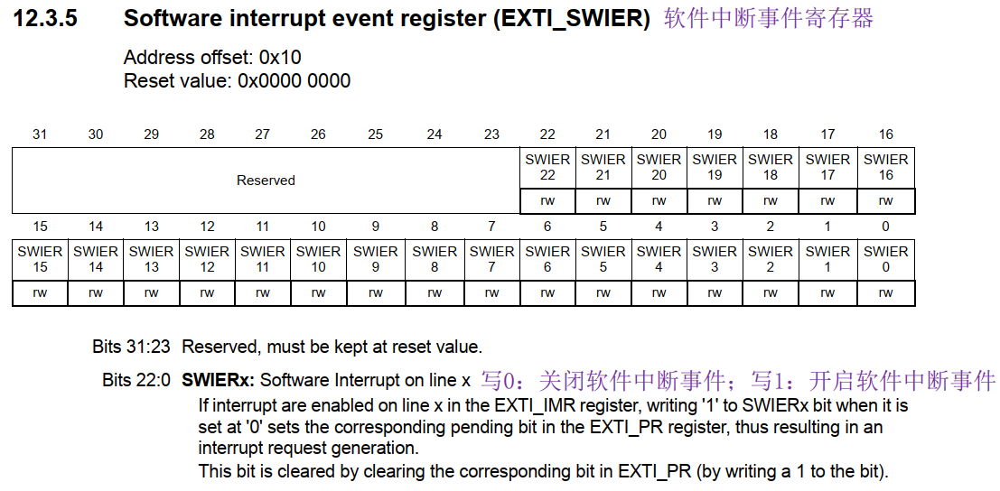 12.3.5 Software interrupt event register (EXTI_SWIER) 软件中断事件寄存器
Address offset: 0x10
Reset value: 0x0000 0000
31 30 29 28 27 26 25 24 23 22 21 20 19 18 17 16
Reserved SWIER 22 SWIER 21 SWIER 20 SWIER 19 SWIER 18 SWIER 17 SWIER 16
rw rw rw rw rw rw rw
15 14 13 12 11 10 9 8 7 6 5 4 3 2 1 0
SWIER 15 SWIER 14 SWIER 13 SWIER 12 SWIER 11 SWIER 10 SWIER 9 SWIER 8 SWIER 7 SWIER 6 SWIER 5 SWIER 4 SWIER 3 SWIER 2 SWIER 1 SWIER 0
rw rw rw rw rw rw rw rw rw rw rw rw rw rw rw rw
Bits 31:23 Reserved, must be kept at reset value.
Bits 22:0 SWIERx: Software Interrupt on line x 写0：关闭软件中断事件；写1：开启软件中断事件
If interrupt are enabled on line x in the EXTI_IMR register, writing '1' to SWIERx bit when it is
set at '0' sets the corresponding pending bit in the EXTI_PR register, thus resulting in an
interrupt request generation.
This bit is cleared by clearing the corresponding bit in EXTI_PR (by writing a 1 to the bit).